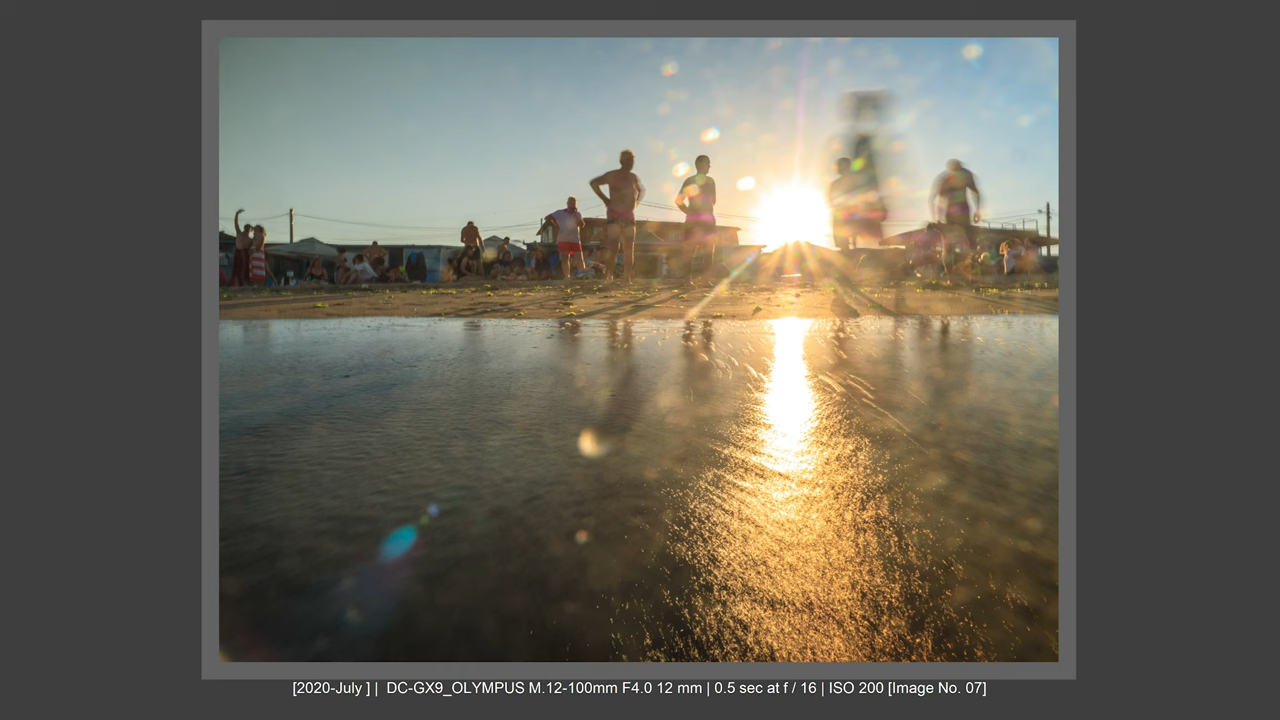 [2020-July ] |  DC-GX9_OLYMPUS M.12-100mm F4.0 12 mm | 0.5 sec at f / 16 | ISO 200 [Image No. 07]